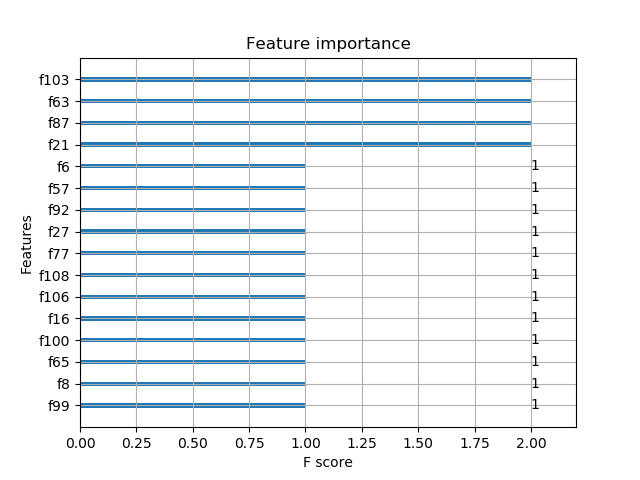 Feature importance
f103
f63
f87
f21
f6 1
f57 1
f92 1
f27 1
f77 1
f108 1
f106 1
f16 1
f100 1
f65 1
f8 1
f99 1
Features
0.00 0.25 0.50 0.75 1.00 1.25 1.50 1.75 2.00
F score